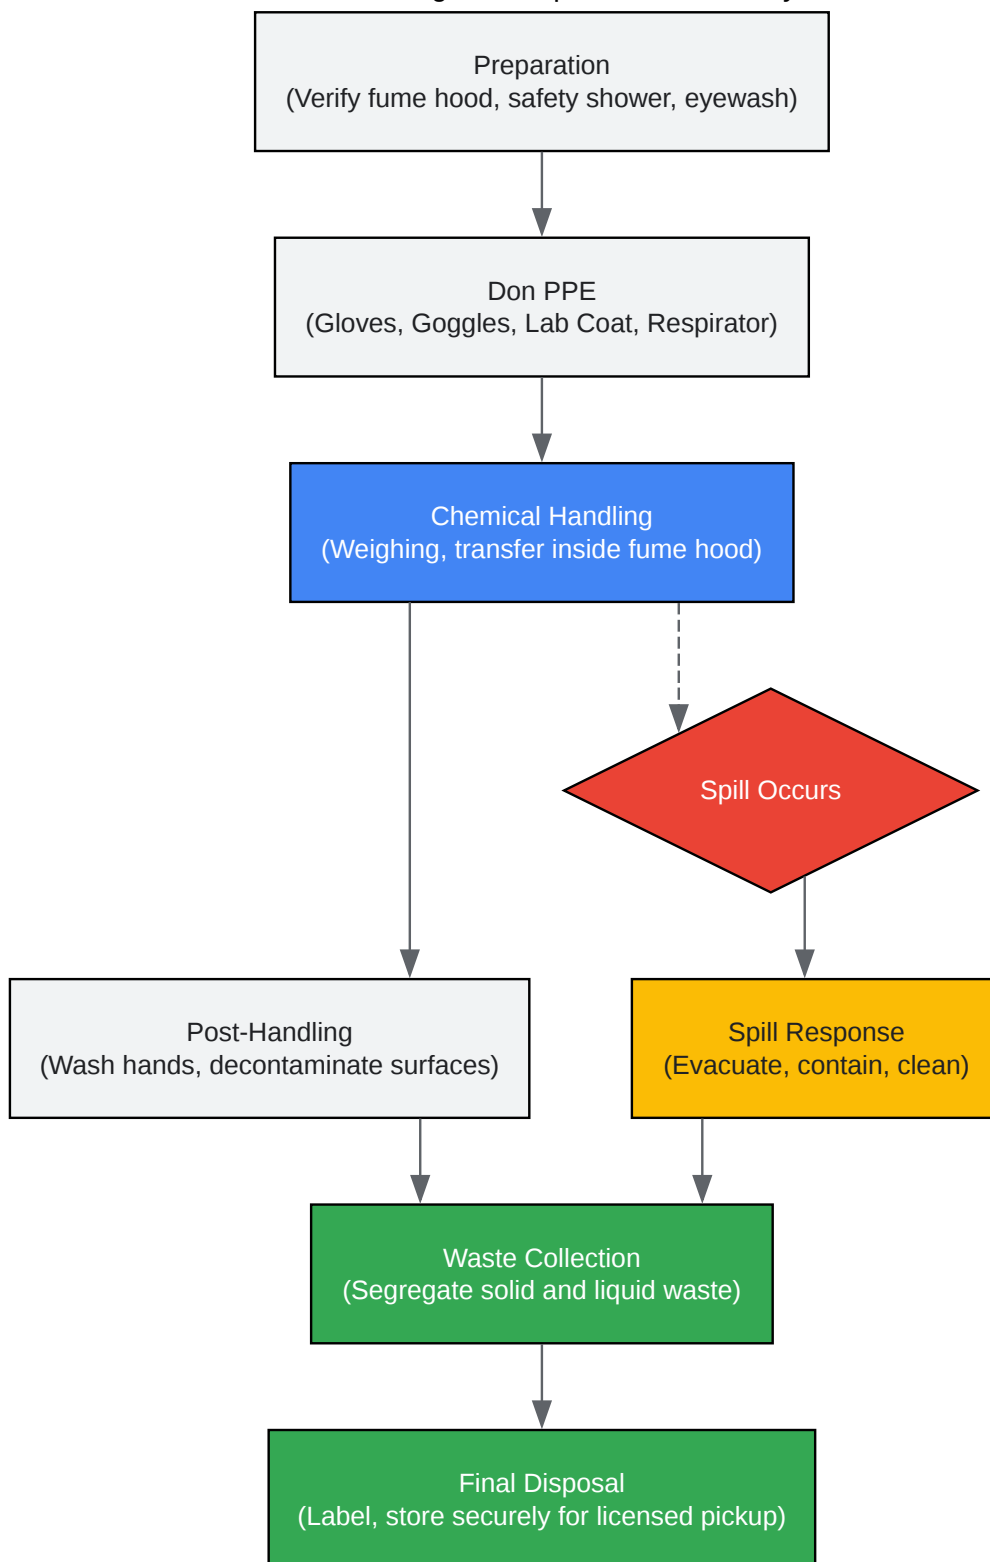 Preparation
(Verify fume hood, safety shower, eyewash)
Don PPE
(Gloves, Goggles, Lab Coat, Respirator)
Chemical Handling
(Weighing, transfer inside fume hood)
Spill Occurs
Post-Handling
(Wash hands, decontaminate surfaces)
Spill Response
(Evacuate, contain, clean)
Waste Collection
(Segregate solid and liquid waste)
Final Disposal
(Label, store securely for licensed pickup)